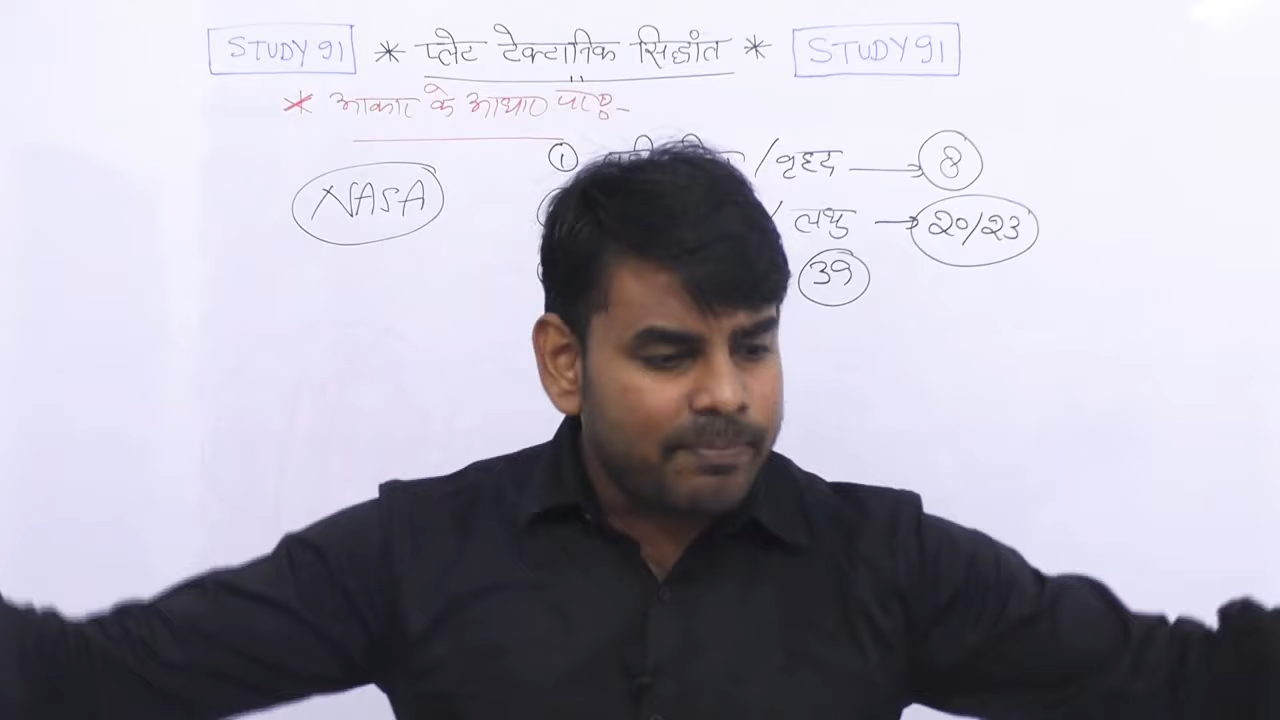 STUDY 91 * प्लेट टेक्टानिक सिद्धांत * STUDY 91
* आकार के आधार पर:-
① / वृहद → 8
/ लघु → 20/23
NASA
39